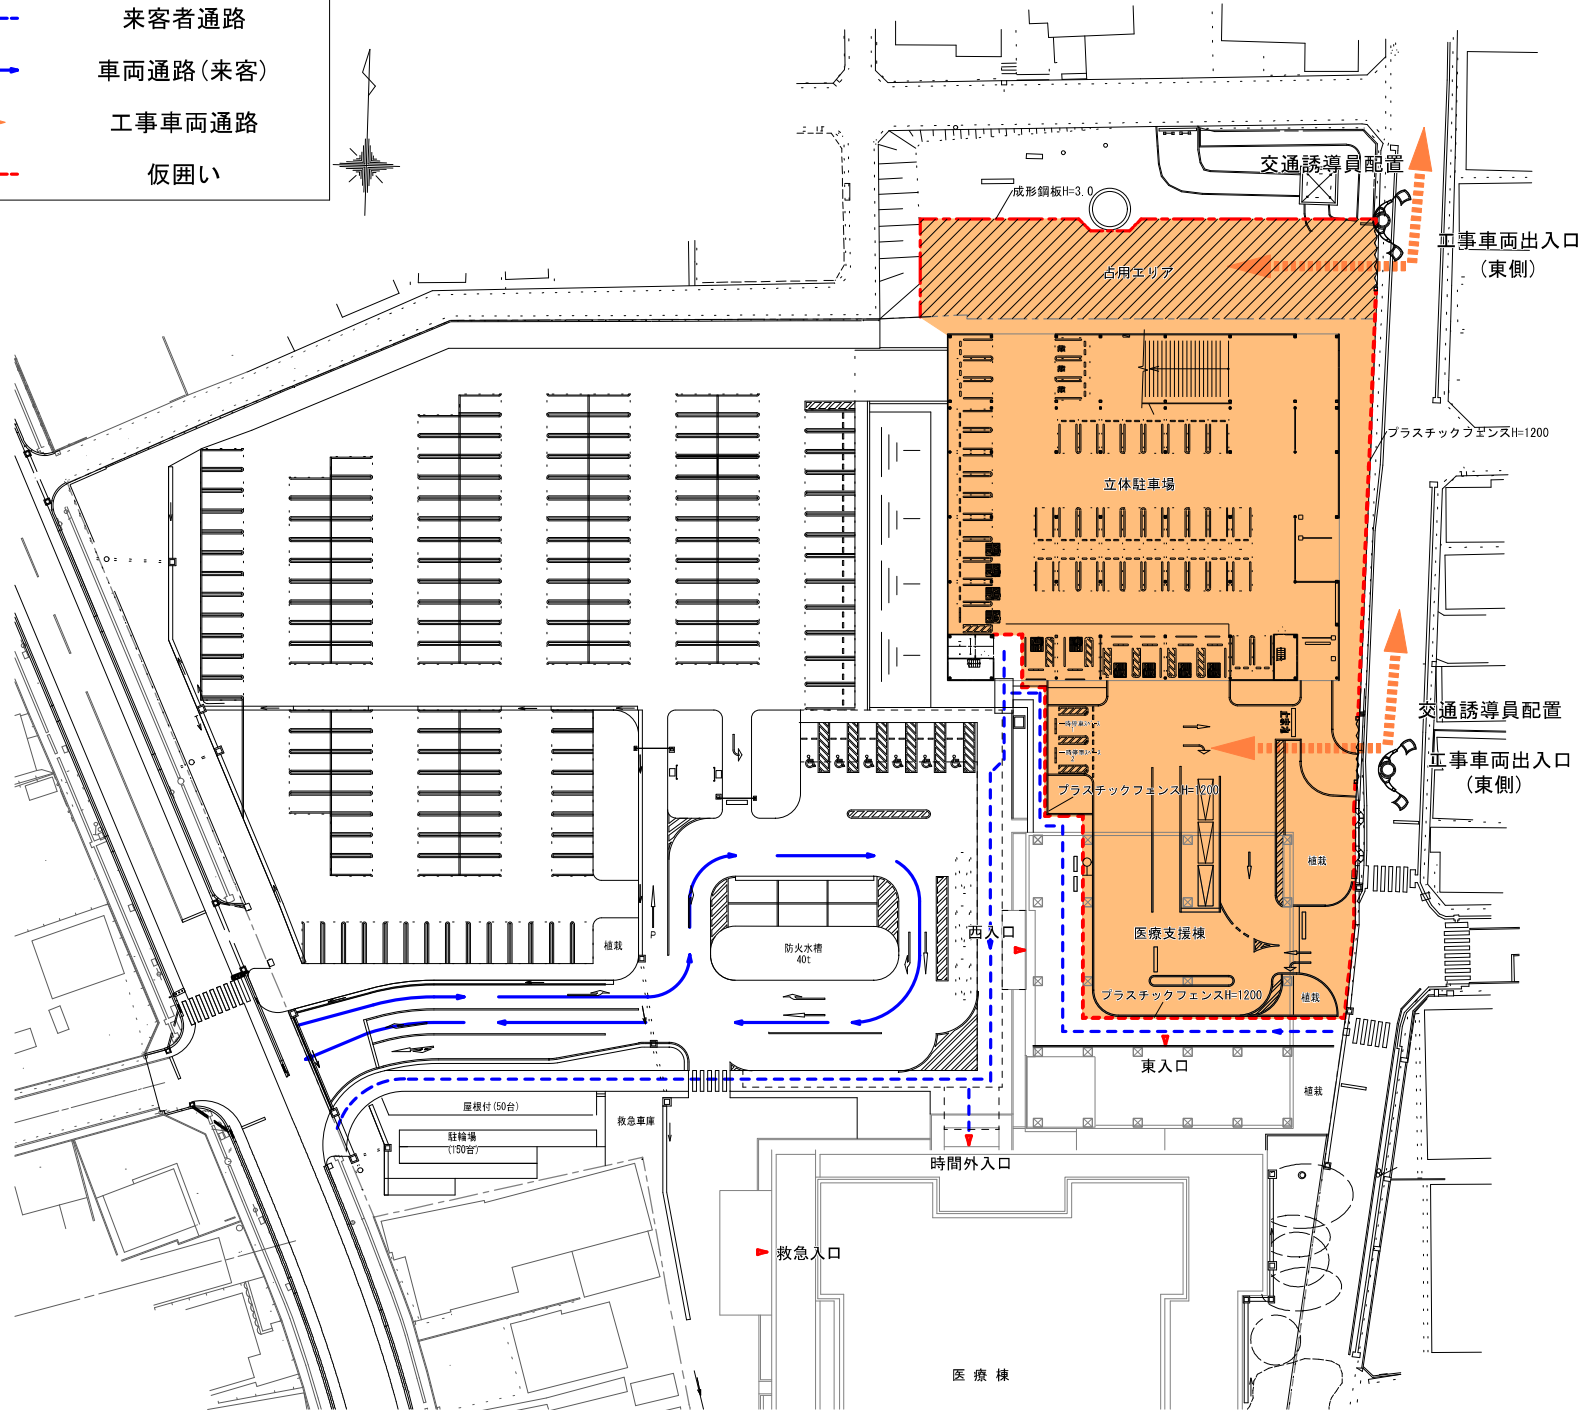 来客者通路
車両通路(来客)
工事車両通路
仮囲い
交通誘導員配置
成形鋼板H=3.0
工事車両出入口
(東側)
占用エリア
プラスチックフェンスH=1200
立体駐車場
交通誘導員配置
工事車両出入口
(東側)
プラスチックフェンスH=1200
植栽
西入口
医療支援棟
植栽
防火水槽
40t
P
プラスチックフェンスH=1200
植栽
東入口
植栽
屋根付(50台)
救急車庫
駐輪場
(150台)
時間外入口
救急入口
医療棟